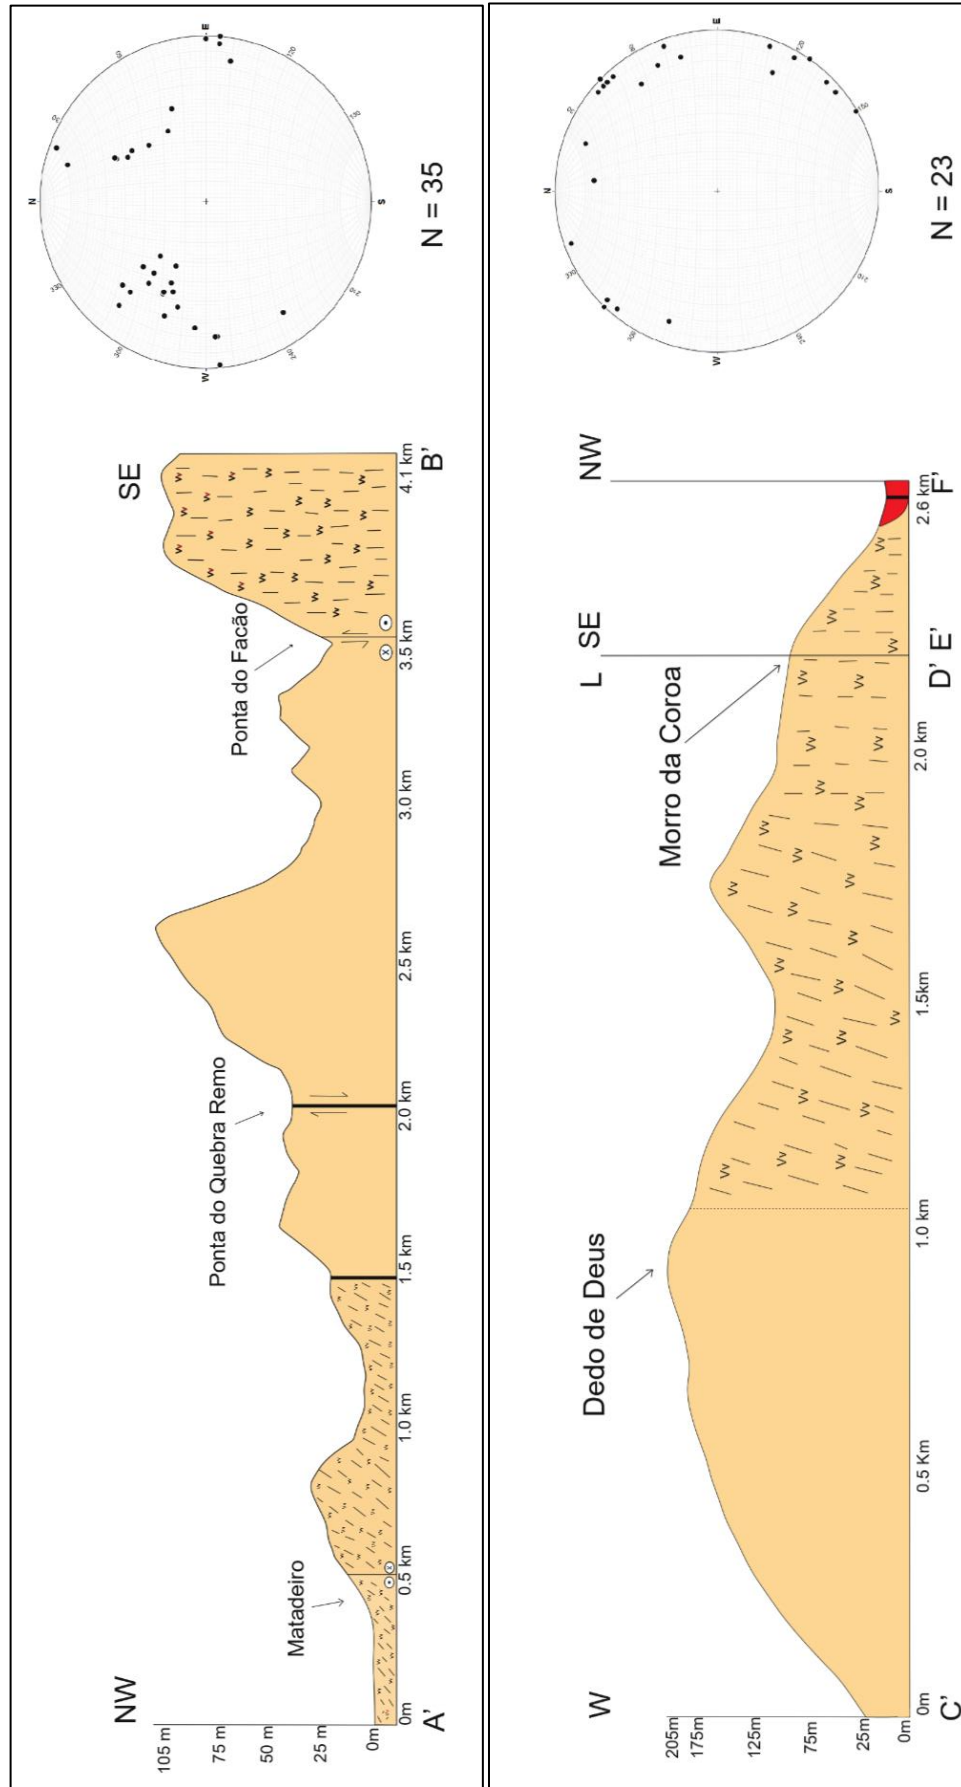 NW
SE
105 m
75 m
50 m
25 m
0m
Matadeiro
Ponta do Quebra Remo
Ponta do Facão
0m
0.5 km
1.0 km
1.5 km
2.0 km
2.5 km
3.0 km
3.5 km
4.1 km
A'
B'
N
E
S
W
N = 35
W
L
SE
NW
205m
175m
125m
75m
25m
0m
Dedo de Deus
Morro da Coroa
0m
0.5 Km
1.0 km
1.5km
2.0 km
2.6 km
C'
D'
E'
F'
N
E
S
W
N = 23